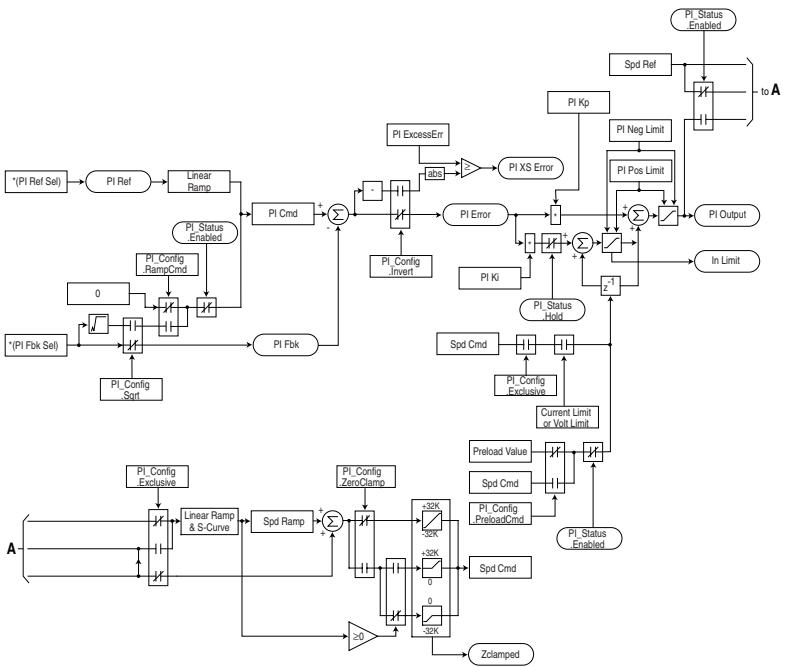 PI_Status
.Enabled
Spd Ref
to A
PI Kp
PI ExcessErr
PI Neg Limit
≥
PI XS Error
abs
PI Pos Limit
*(PI Ref Sel)
PI Ref
Linear
Ramp
-
PI Cmd
+
Σ
-
PI Error
*
+
Σ
+
PI Output
PI_Status
.Enabled
PI_Config
.RampCmd
PI_Config
.Invert
*
+
Σ
+
In Limit
PI Ki
z-1
0
PI_Status
.Hold
*(PI Fbk Sel)
PI Fbk
Spd Cmd
PI_Config
.Sqrt
PI_Config
.Exclusive
Current Limit
or Volt Limit
Preload Value
PI_Config
.Exclusive
PI_Config
.ZeroClamp
Spd Cmd
PI_Config
.PreloadCmd
PI_Status
.Enabled
Linear Ramp
& S-Curve
Spd Ramp
+
Σ
+
+32K
-32K
A
+32K
0
Spd Cmd
0
-32K
≥0
Zclamped